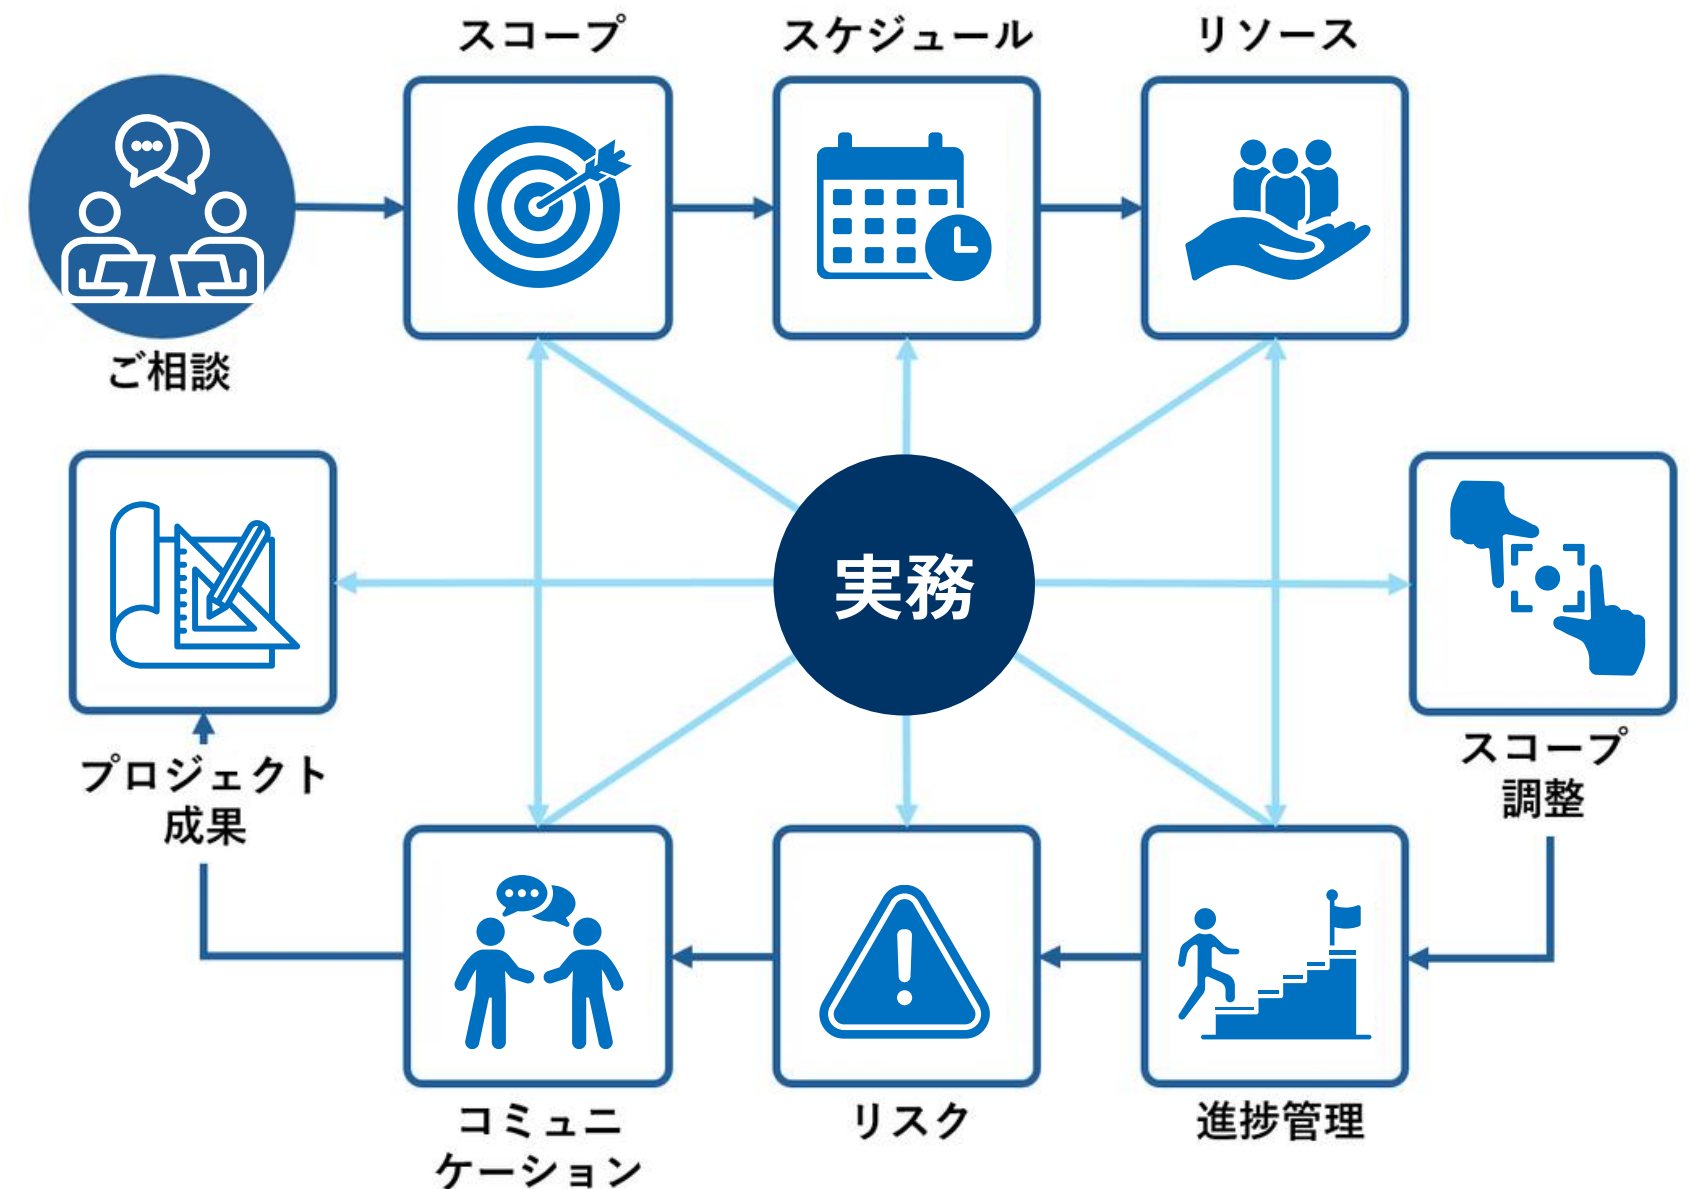 スコープ
スケジュール
リソース
ご相談
実務
プロジェクト
成果
スコープ
調整
コミュニ
ケーション
リスク
進捗管理